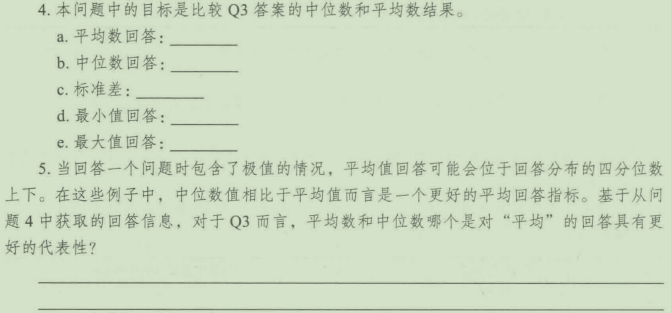 4. 本问题中的目标是比较 Q3 答案的中位数和平均数结果。
a. 平均数回答：________
b. 中位数回答：________
c. 标准差：________
d. 最小值回答：________
e. 最大值回答：________
5. 当回答一个问题时包含了极值的情况，平均值回答可能会位于回答分布的四分位数
上下。在这些例子中，中位数值相比于平均值而言是一个更好的平均回答指标。基于从问
题 4 中获取的回答信息，对于 Q3 而言，平均数和中位数哪个是对“平均”的回答具有更
好的代表性？